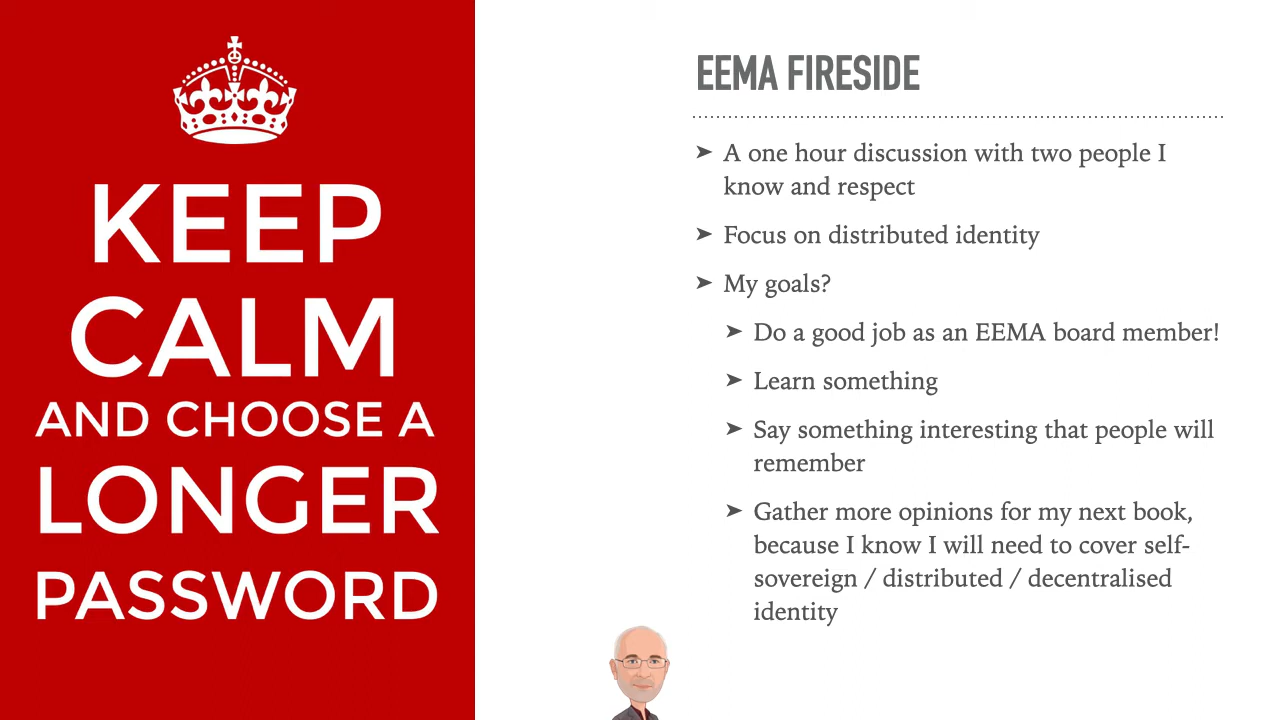 KEEP
CALM
AND CHOOSE A
LONGER
PASSWORD
EEMA FIRESIDE
➤ A one hour discussion with two people I
know and respect
➤ Focus on distributed identity
➤ My goals?
➤ Do a good job as an EEMA board member!
➤ Learn something
➤ Say something interesting that people will
remember
➤ Gather more opinions for my next book,
because I know I will need to cover self-
sovereign / distributed / decentralised
identity